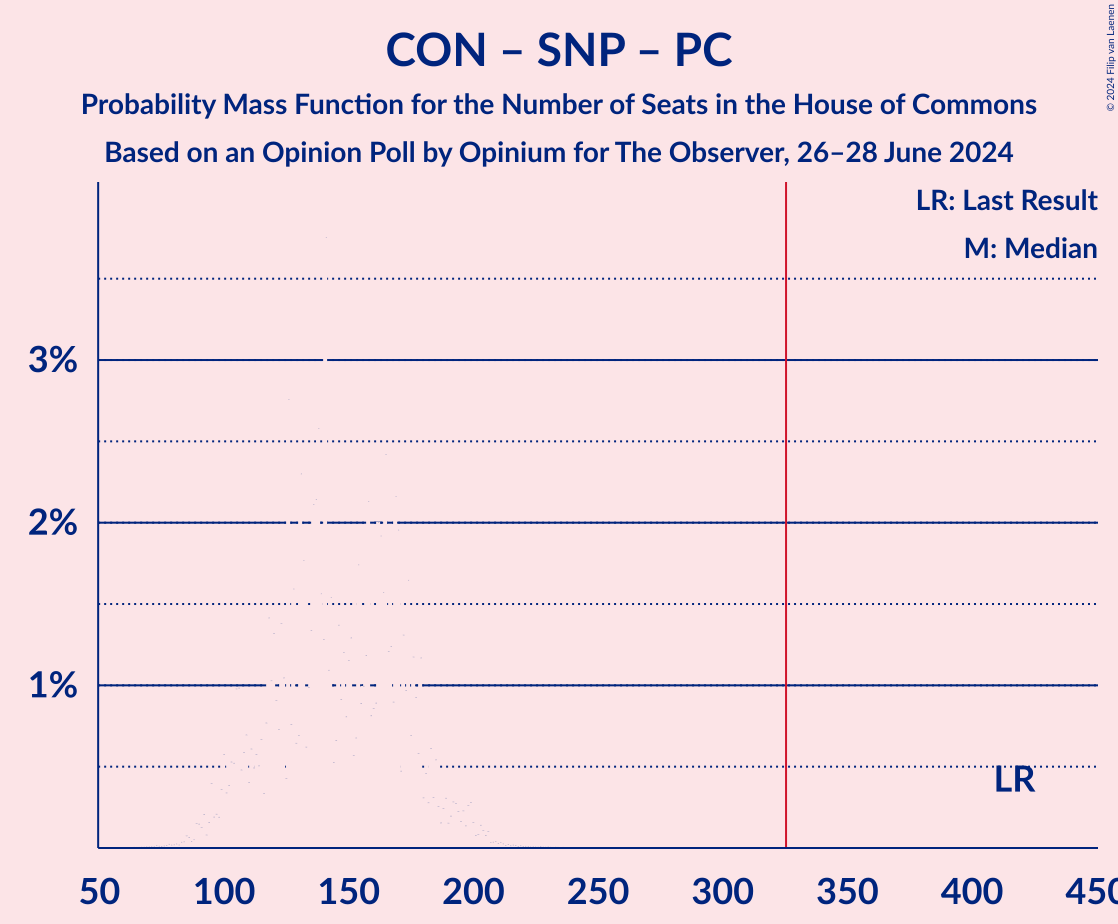 CON – SNP – PC
Probability Mass Function for the Number of Seats in the House of Commons
Based on an Opinion Poll by Opinium for The Observer, 26–28 June 2024
© 2024 Filip van Laenen
LR: Last Result
M: Median
3%
2%
1%
LR
50 100 150 200 250 300 350 400 450